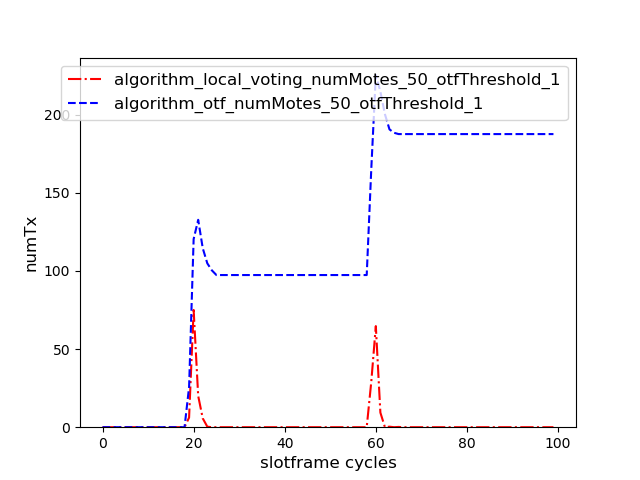 algorithm_local_voting_numMotes_50_otfThreshold_1
algorithm_otf_numMotes_50_otfThreshold_1
200
150
100
50
0
numTx
0 20 40 60 80 100
slotframe cycles